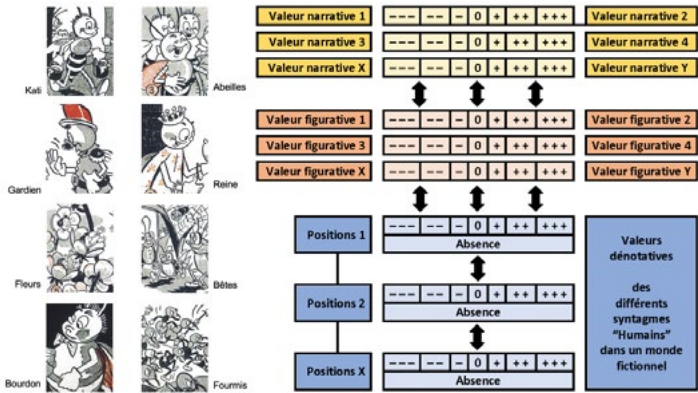 Kati
Abeilles
3
Gardien
Reine
Fleurs
Bêtes
Bourdon
Fourmis
Valeur narrative 1 --- -- - 0 + ++ +++ Valeur narrative 2
Valeur narrative 3 --- -- - 0 + ++ +++ Valeur narrative 4
Valeur narrative X --- -- - 0 + ++ +++ Valeur narrative Y
Valeur figurative 1 --- -- - 0 + ++ +++ Valeur figurative 2
Valeur figurative 3 --- -- - 0 + ++ +++ Valeur figurative 4
Valeur figurative X --- -- - 0 + ++ +++ Valeur figurative Y
Positions 1
--- -- - 0 + ++ +++
Absence
Positions 2
--- -- - 0 + ++ +++
Absence
Positions X
--- -- - 0 + ++ +++
Absence
Valeurs
dénotatives
des
différents
syntagmes
"Humains"
dans un monde
fictionnel